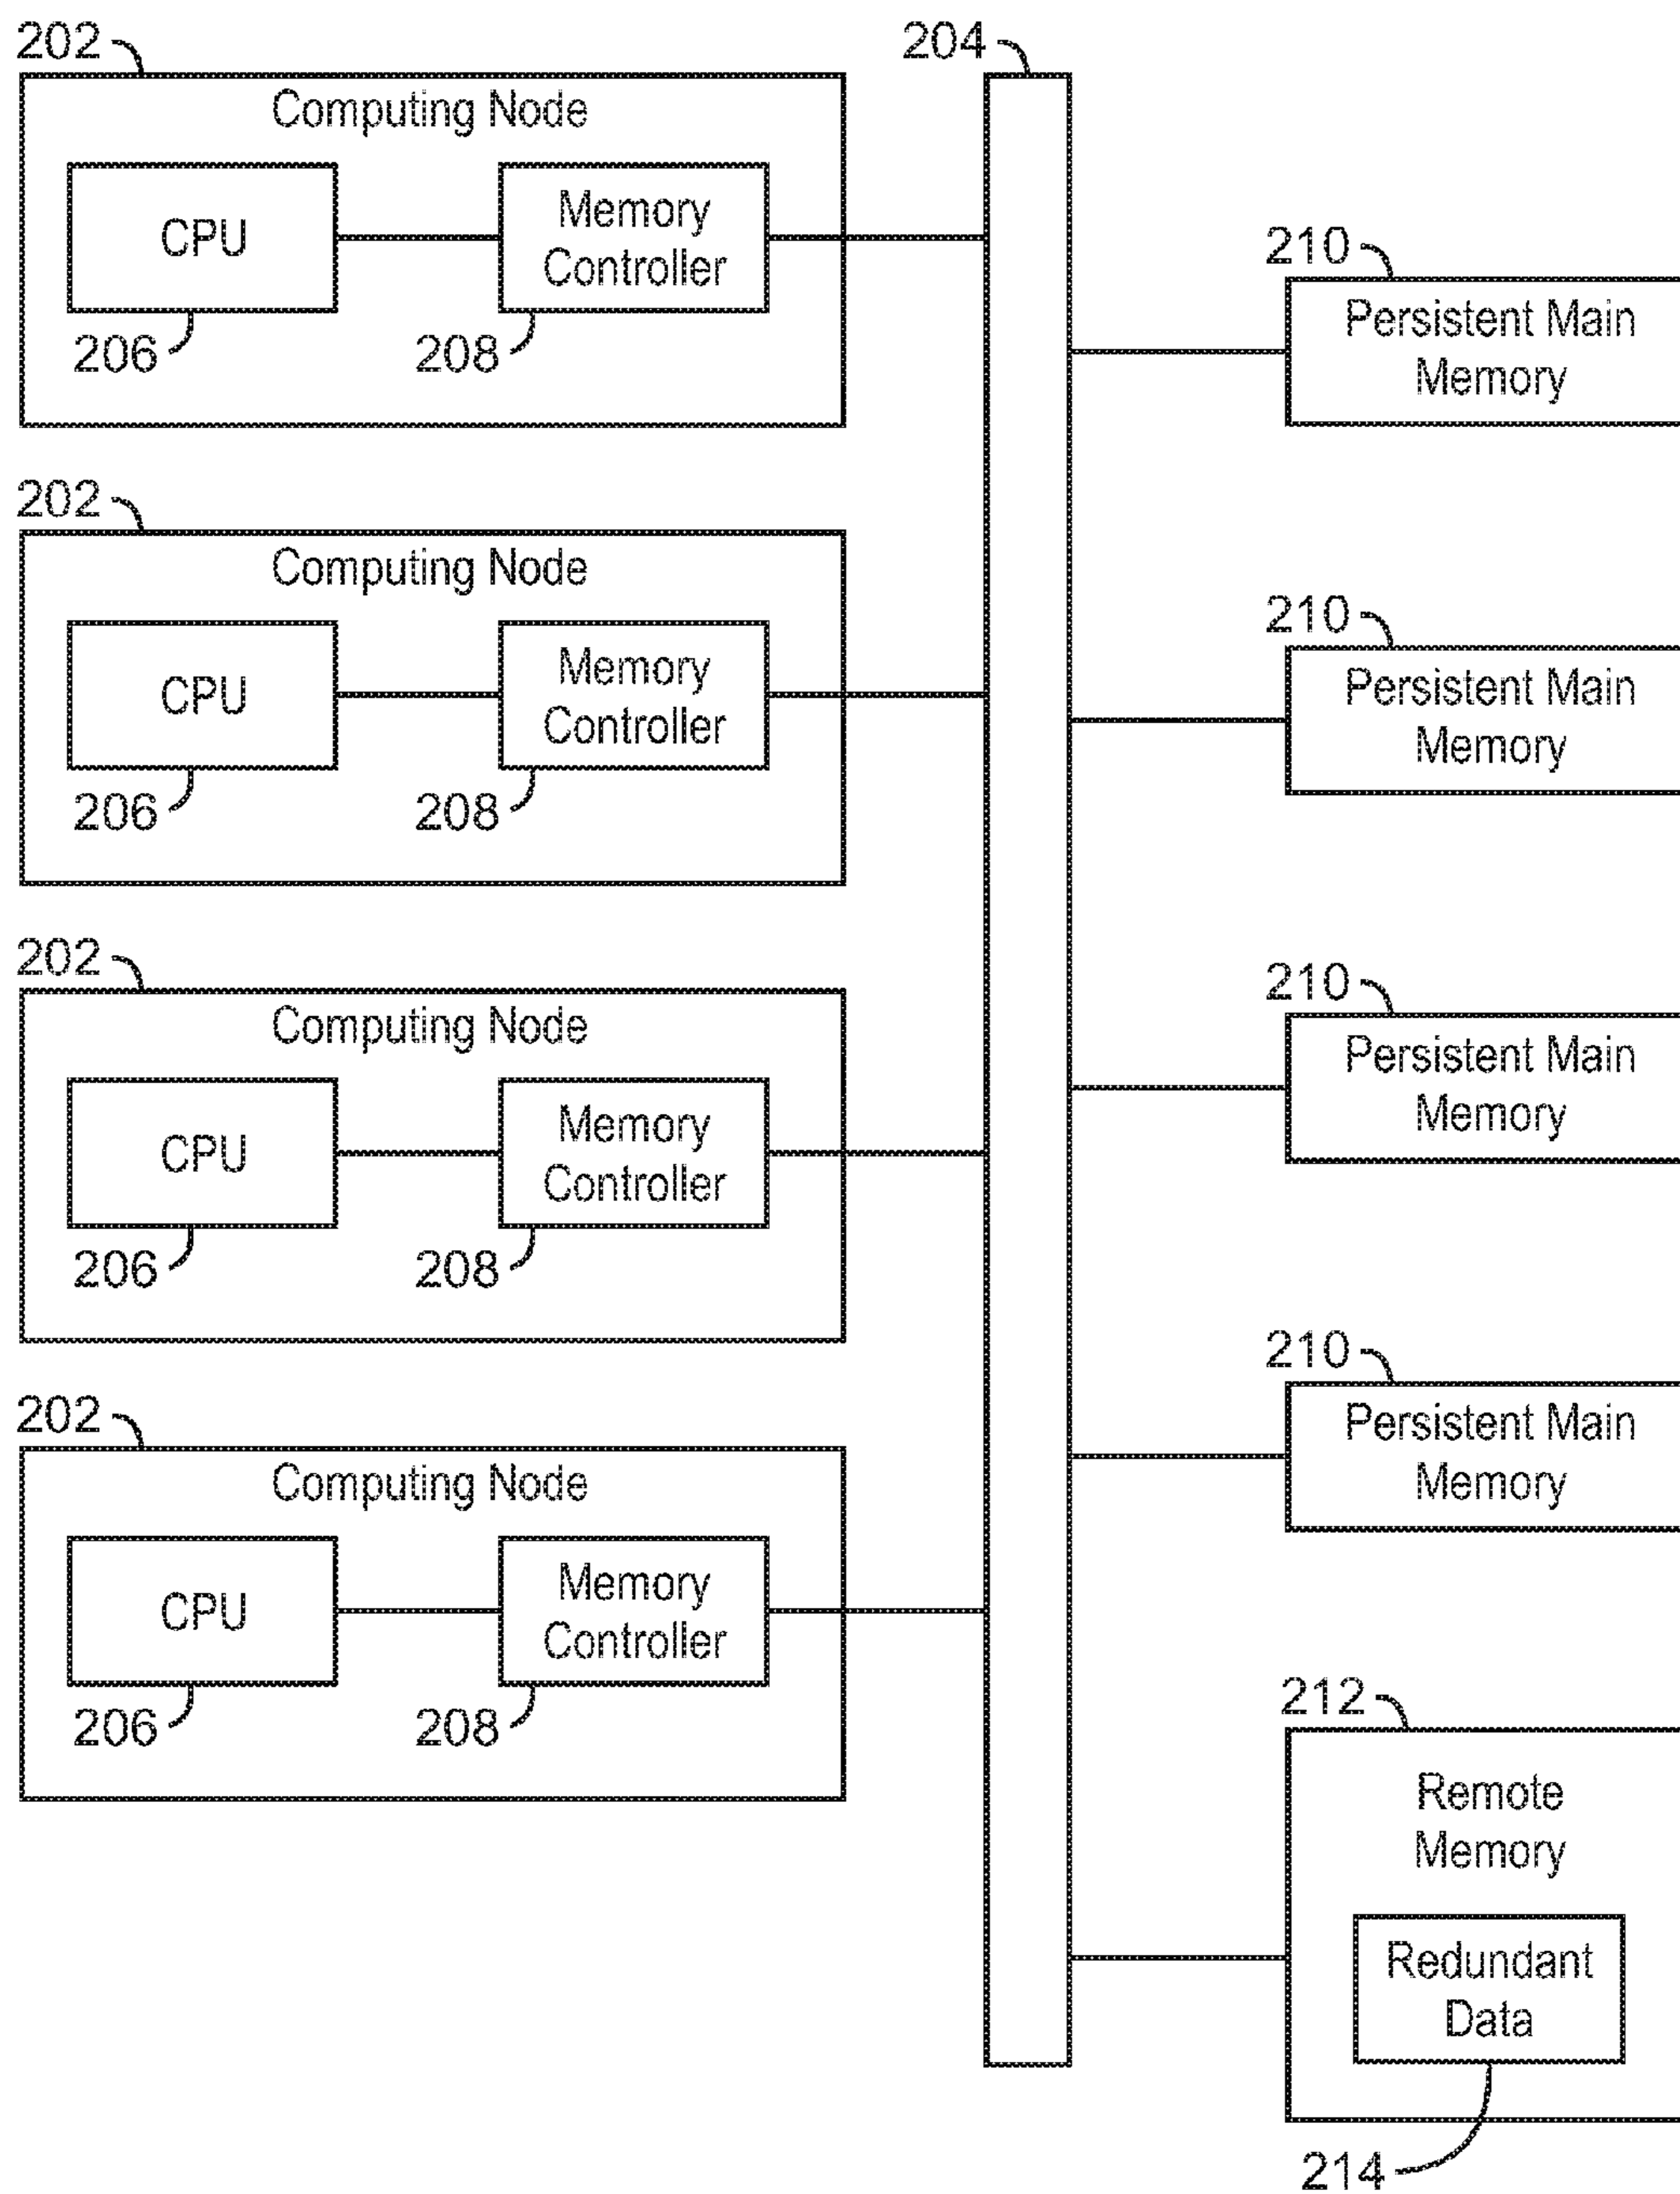 202
Computing Node
CPU
Memory
Controller
206
208
202
Computing Node
CPU
Memory
Controller
206
208
202
Computing Node
CPU
Memory
Controller
206
208
202
Computing Node
CPU
Memory
Controller
206
208
204
210
Persistent Main
Memory
210
Persistent Main
Memory
210
Persistent Main
Memory
210
Persistent Main
Memory
212
Remote
Memory
Redundant
Data
214